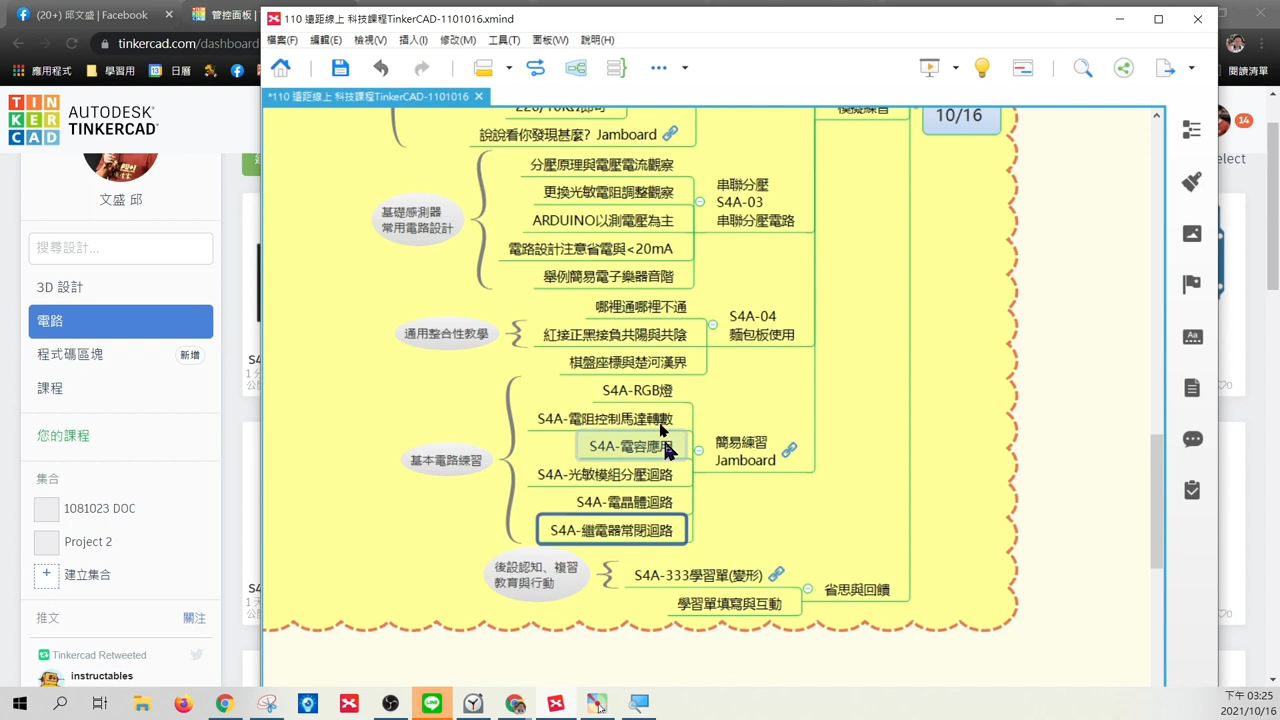 (20+) Facebook
管控面板
110 遠距線上 科技課程TinkerCAD-1101016.xmind
檔案(F) 編輯(E) 檢視(V) 插入(I) 修改(M) 工具(T) 面板(W) 說明(H)
tinkercad.com/dashboard
應用程式
常用
日曆
閱讀清單
*110 遠距線上 科技課程TinkerCAD-1101016
TINKERCAD
AUTODESK
TINKERCAD
14
文盛 邱
搜尋設計...
3D 設計
電路
程式碼區塊
新增
課程
您的課程
集合
1081023 DOC
Project 2
建立集合
推文
關注
Tinkercad Retweeted
instructables
模擬練習
10/16
說說看你發現甚麼? Jamboard
基礎感測器
常用電路設計
分壓原理與電壓電流觀察
更換光敏電阻調整觀察
ARDUINO以測電壓為主
電路設計注意省電與<20mA
舉例簡易電子樂器音階
串聯分壓
S4A-03
串聯分壓電路
通用整合性教學
哪裡通哪裡不通
紅接正黑接負共陽與共陰
棋盤座標與楚河漢界
S4A-04
麵包板使用
基本電路練習
S4A-RGB燈
S4A-電阻控制馬達轉數
S4A-電容應用
S4A-光敏模組分壓迴路
S4A-電晶體迴路
S4A-繼電器常閉迴路
簡易練習
Jamboard
後設認知、複習
教育與行動
S4A-333學習單(變形)
學習單填寫與互動
省思與回饋
下午 03:25
2021/10/16